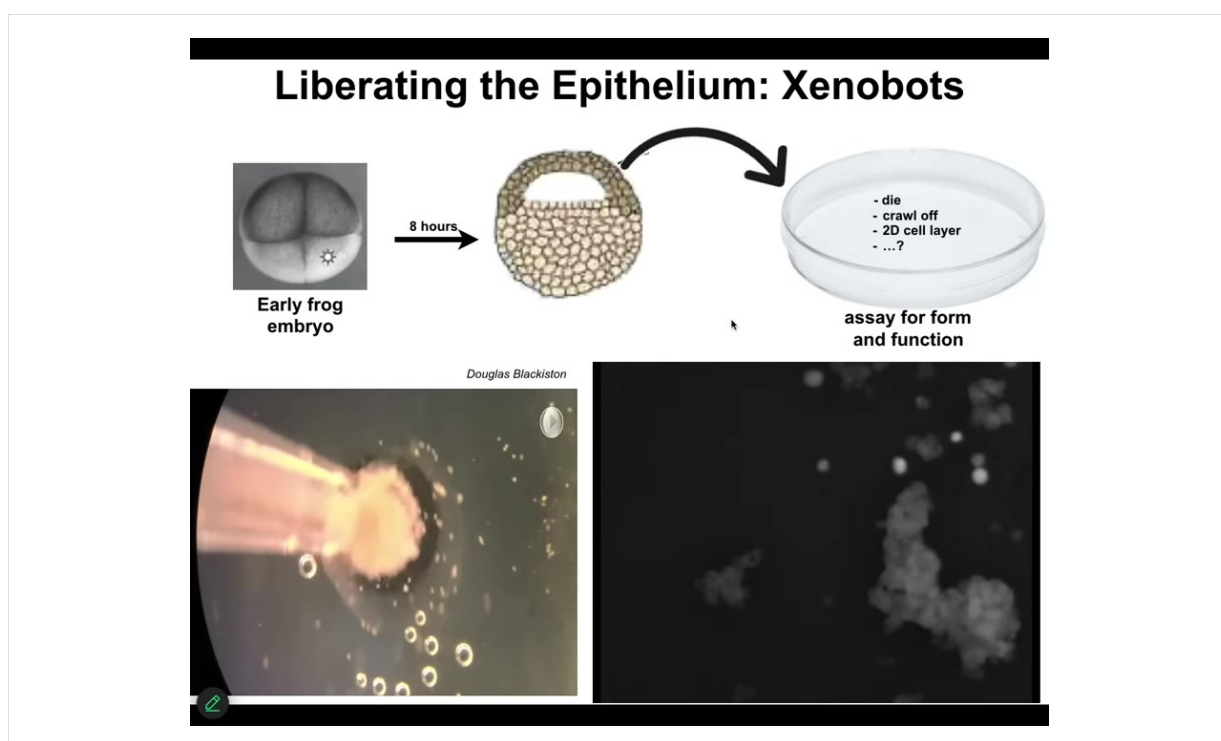 Liberating the Epithelium: Xenobots
8 hours
- die
- crawl off
- 2D cell layer
- ...?
Early frog
embryo
assay for form
and function
Douglas Blackiston